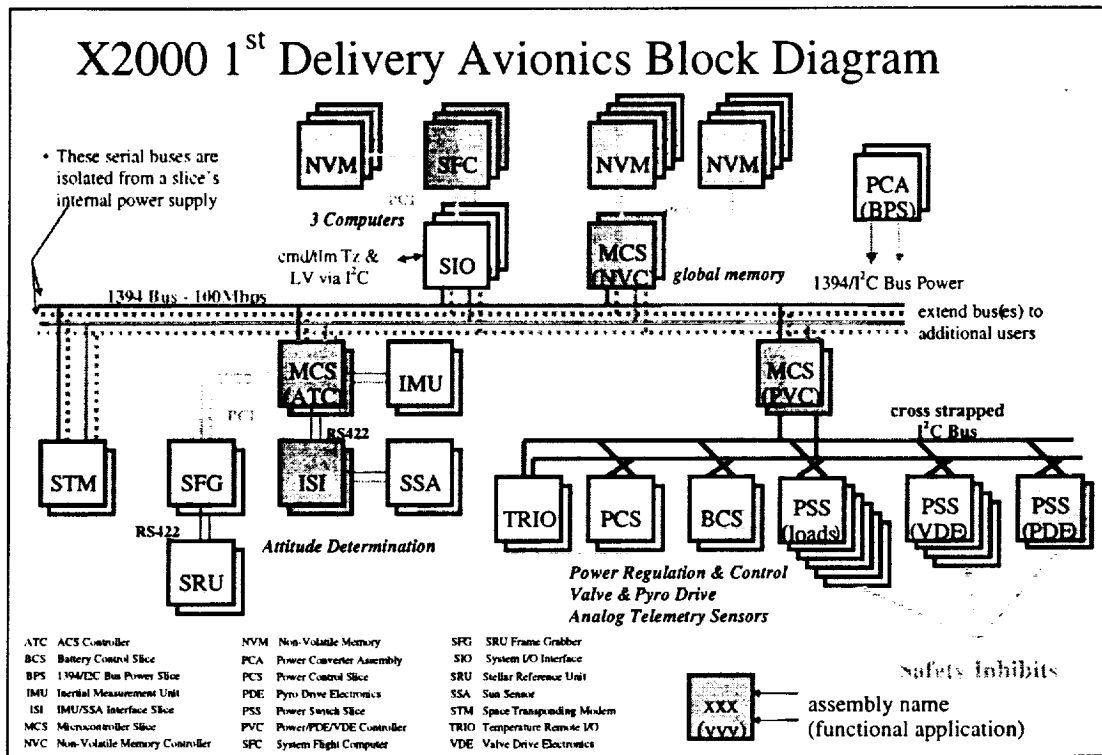 X2000 1st Delivery Avionics Block Diagram
• These serial buses are
isolated from a slice's
internal power supply
NVM
SFC
NVM
NVM
PCI
3 Computers
PCA
(BPS)
cmd/tlm Tz &
LV via I²C
SIO
MCS
(NVC)
global memory
1394/I²C Bus Power
1394 Bus - 100Mbps
extend bus(es) to
additional users
MCS
(ATC)
IMU
MCS
(PVC)
PCI
RS422
cross strapped
I²C Bus
STM
SFG
ISI
SSA
TRIO
PCS
BCS
PSS
(loads)
PSS
(VDE)
PSS
(PDE)
RS422
Attitude Determination
SRU
Power Regulation & Control
Valve & Pyro Drive
Analog Telemetry Sensors
ATC ACS Controller
BCS Battery Control Slice
BPS 1394/I2C Bus Power Slice
IMU Inertial Measurement Unit
ISI IMU/SSA Interface Slice
MCS Microcontroller Slice
NVC Non-Volatile Memory Controller
NVM Non-Volatile Memory
PCA Power Converter Assembly
PCS Power Control Slice
PDE Pyro Drive Electronics
PSS Power Switch Slice
PVC Power/PDE/VDE Controller
SFC System Flight Computer
SFG SRU Frame Grabber
SIO System I/O Interface
SRU Stellar Reference Unit
SSA Sun Sensor
STM Space Transponding Modem
TRIO Temperature Remote I/O
VDE Valve Drive Electronics
Safety Inhibits
xxx
(yyy)
assembly name
(functional application)